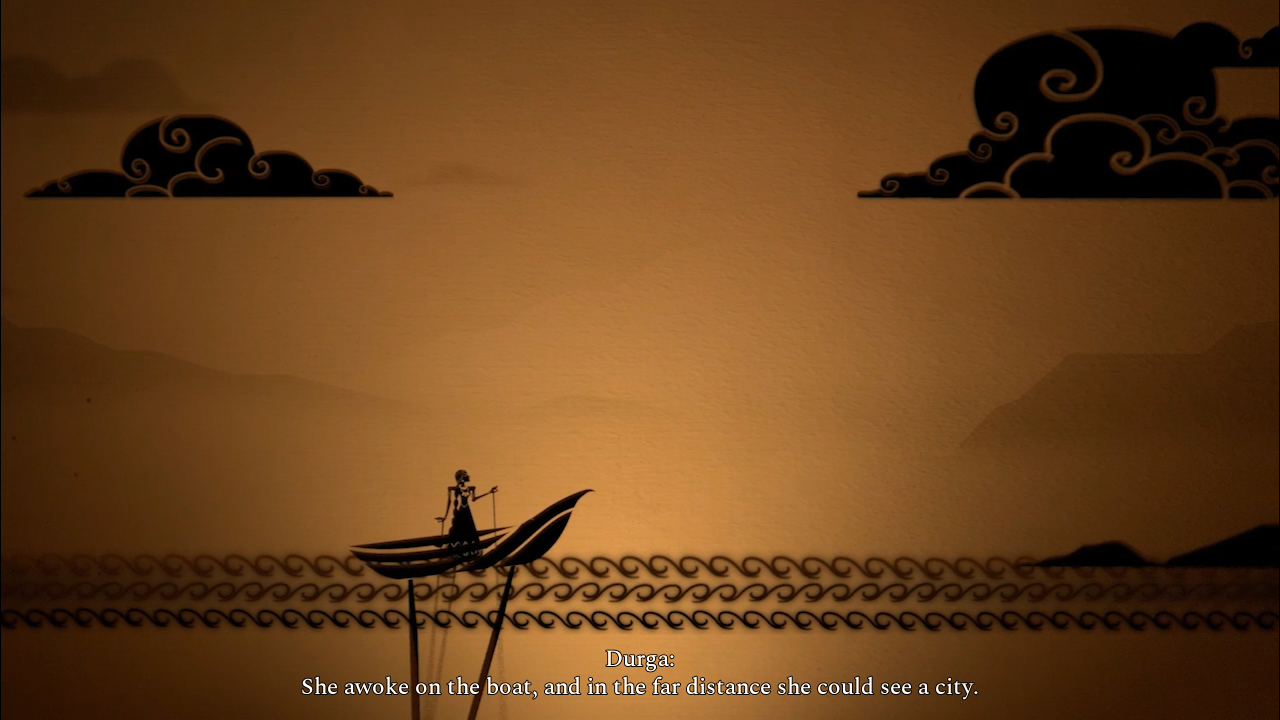 Durga:
She awoke on the boat, and in the far distance she could see a city.